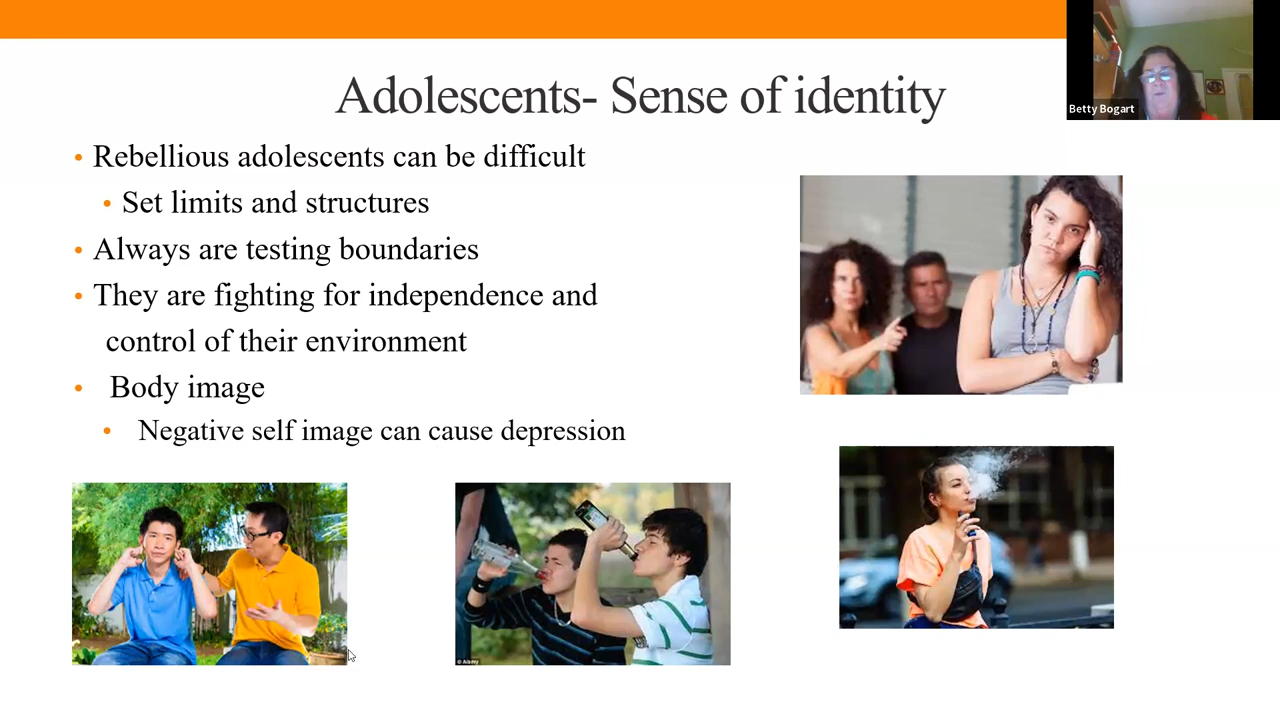 Adolescents- Sense of identity
Betty Bogart
• Rebellious adolescents can be difficult
• Set limits and structures
• Always are testing boundaries
• They are fighting for independence and
control of their environment
• Body image
• Negative self image can cause depression
© Alamy